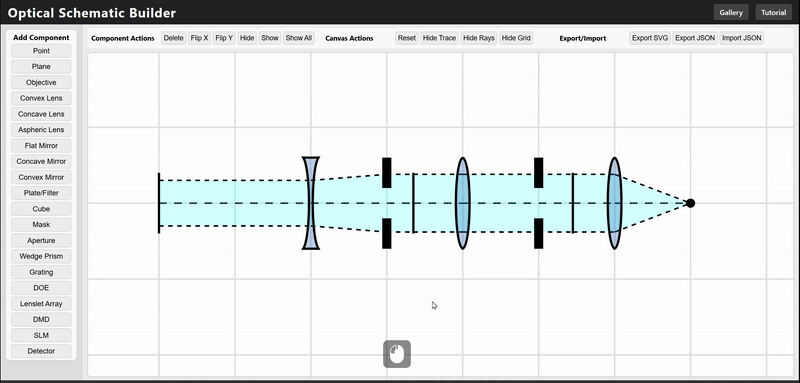 Optical Schematic Builder
Gallery
Tutorial
Add Component
Point
Plane
Objective
Convex Lens
Concave Lens
Aspheric Lens
Flat Mirror
Concave Mirror
Convex Mirror
Plate/Filter
Cube
Mask
Aperture
Wedge Prism
Grating
DOE
Lenslet Array
DMD
SLM
Detector
Component Actions
Delete
Flip X
Flip Y
Hide
Show
Show All
Canvas Actions
Reset
Hide Trace
Hide Rays
Hide Grid
Export/Import
Export SVG
Export JSON
Import JSON